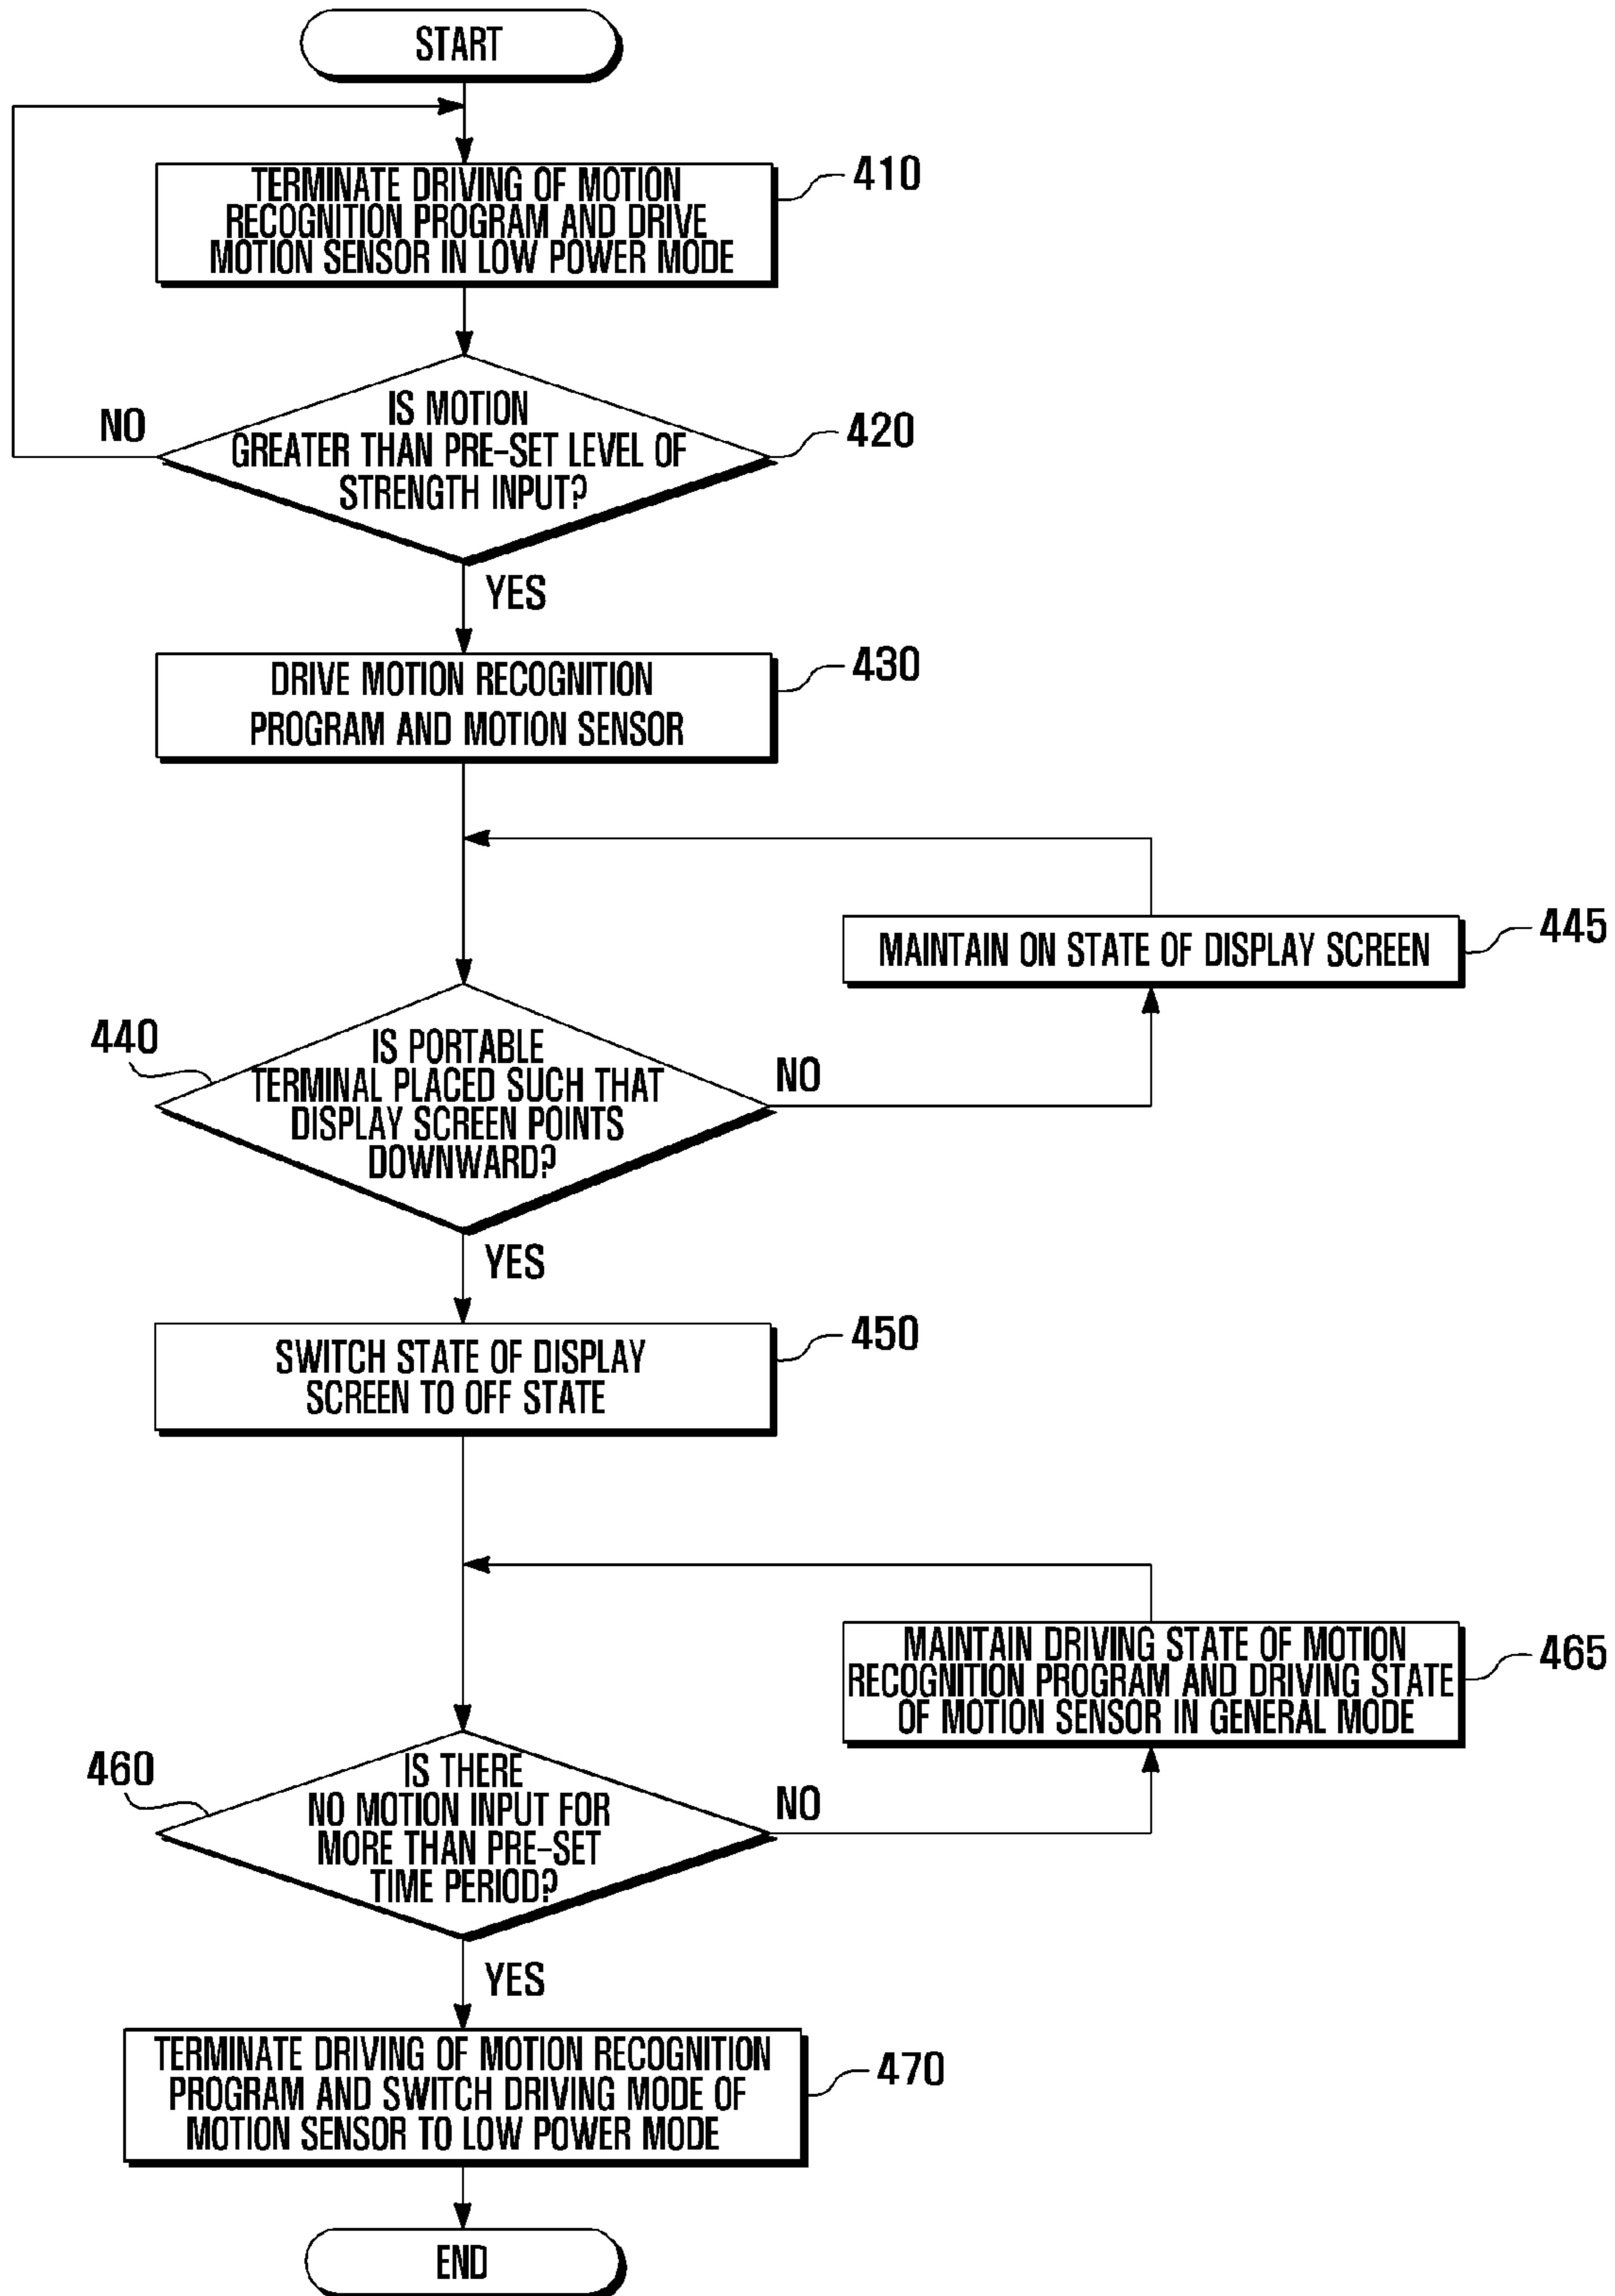 START
TERMINATE DRIVING OF MOTION
RECOGNITION PROGRAM AND DRIVE
MOTION SENSOR IN LOW POWER MODE
410
IS MOTION
GREATER THAN PRE-SET LEVEL OF
STRENGTH INPUT?
420
NO
YES
DRIVE MOTION RECOGNITION
PROGRAM AND MOTION SENSOR
430
MAINTAIN ON STATE OF DISPLAY SCREEN
445
440
IS PORTABLE
TERMINAL PLACED SUCH THAT
DISPLAY SCREEN POINTS
DOWNWARD?
NO
YES
SWITCH STATE OF DISPLAY
SCREEN TO OFF STATE
450
MAINTAIN DRIVING STATE OF MOTION
RECOGNITION PROGRAM AND DRIVING STATE
OF MOTION SENSOR IN GENERAL MODE
465
460
IS THERE
NO MOTION INPUT FOR
MORE THAN PRE-SET
TIME PERIOD?
NO
YES
TERMINATE DRIVING OF MOTION RECOGNITION
PROGRAM AND SWITCH DRIVING MODE OF
MOTION SENSOR TO LOW POWER MODE
470
END